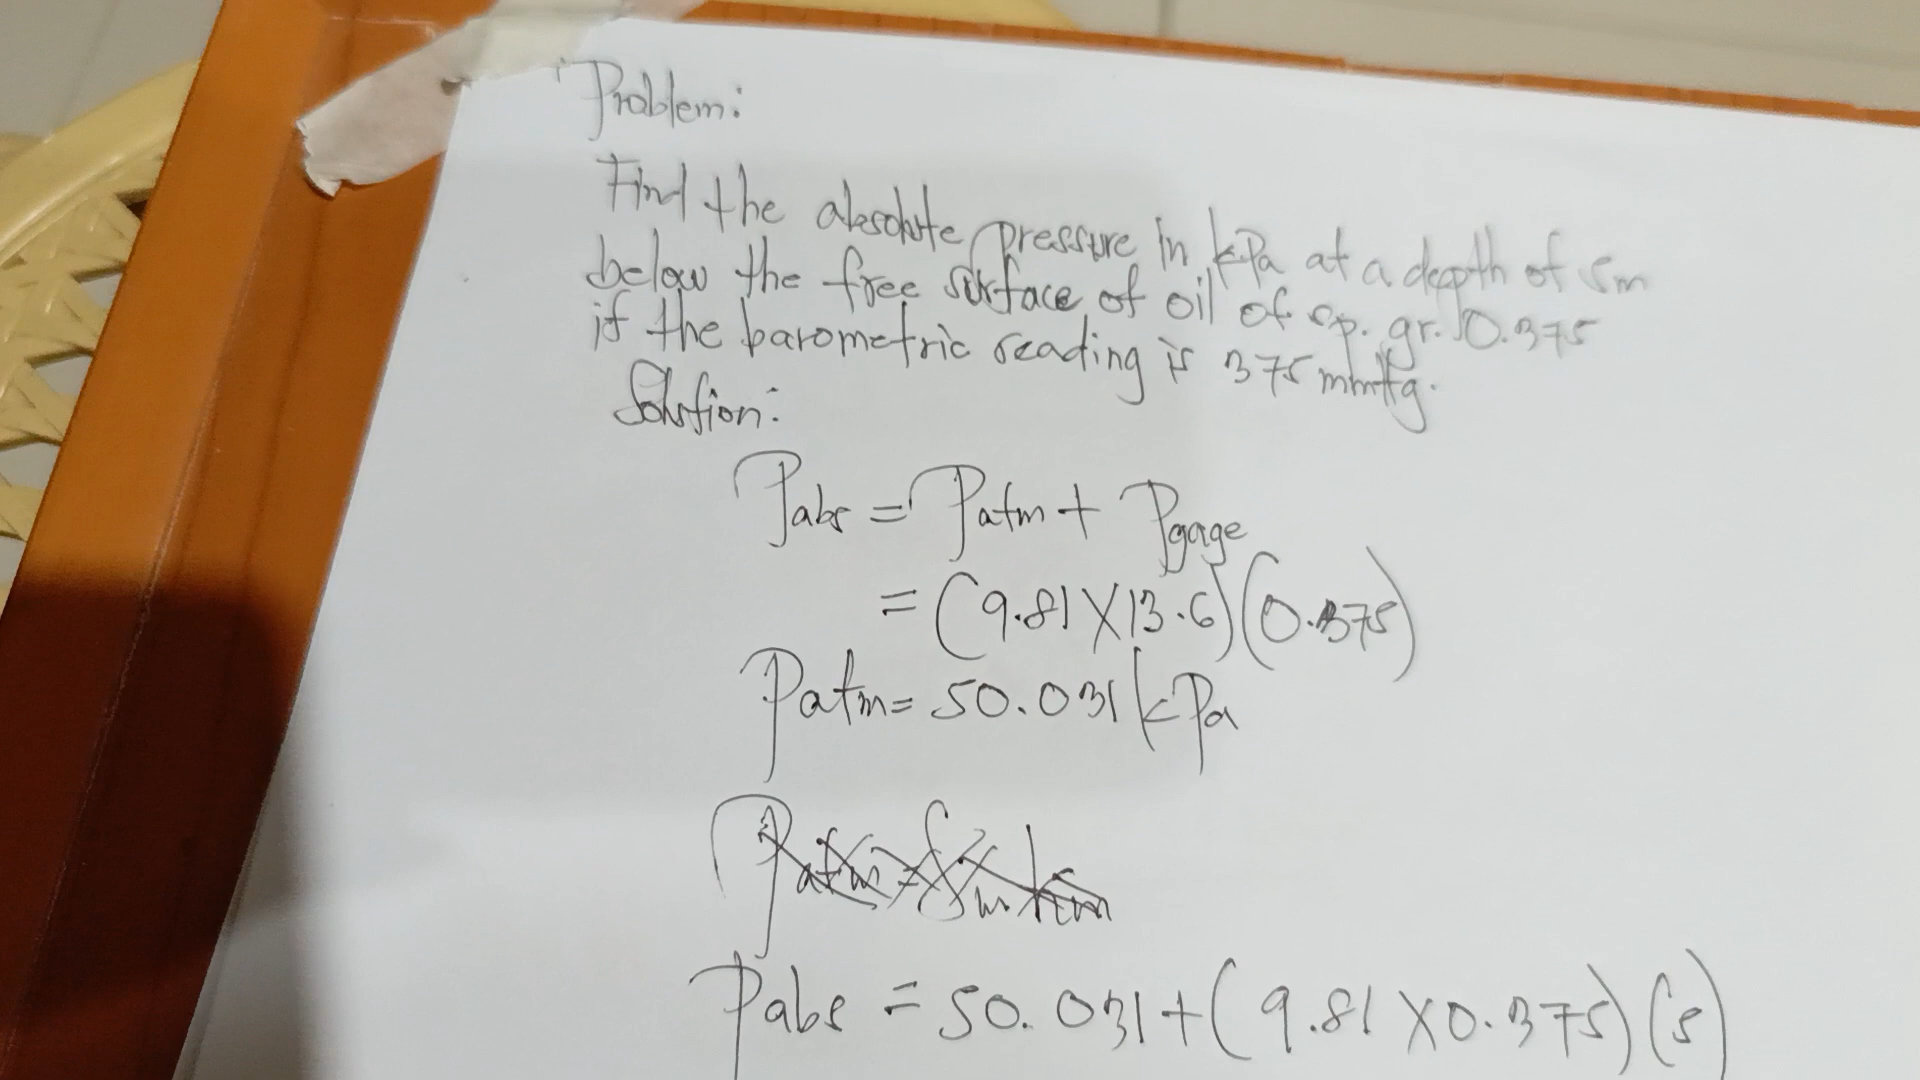 Problem:
Find the absolute pressure in kPa at a depth of 5m
below the free surface of oil of sp. gr. 0.375
if the barometric reading is 375 mmHg.
Solution:
Pabs = Patm + Pgage
= (9.81 X 13.6) (0.375)
Patm = 50.031 kPa
Pabs = 50.031 + (9.81 X 0.375) (5)